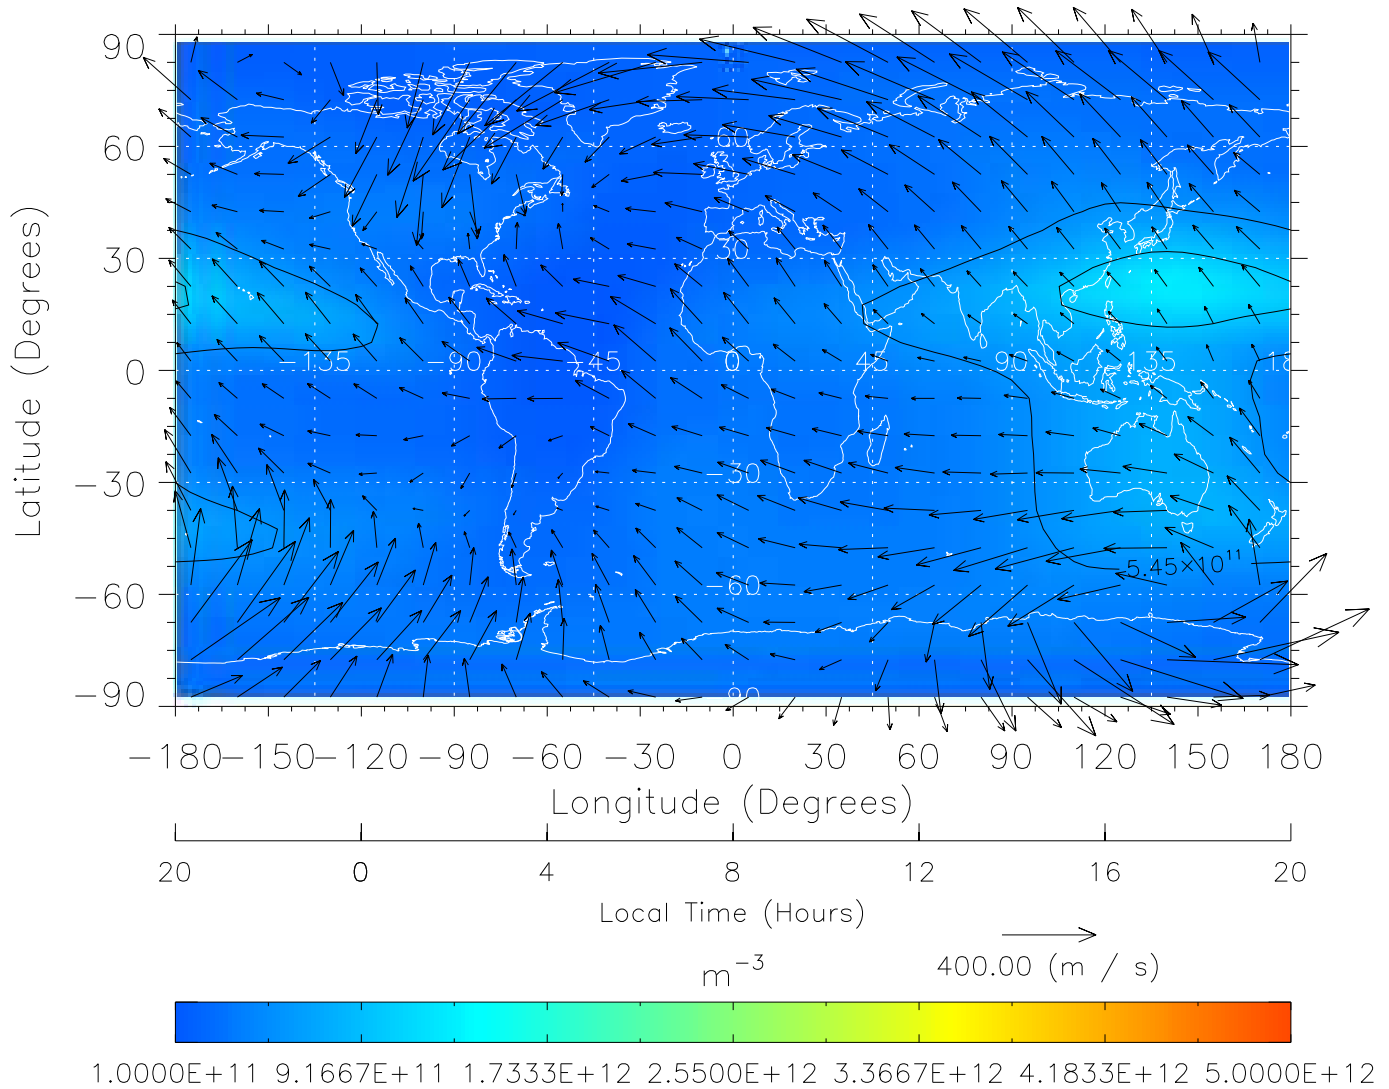 90
60
30
0
−30
−60
−90
Latitude (Degrees)
60
30
−135 −90 −45 0 45 90 135 18
−30
−60
−90
5.45×10¹¹
−180 −150 −120 −90 −60 −30 0 30 60 90 120 150 180
Longitude (Degrees)
20 0 4 8 12 16 20
Local Time (Hours)
400.00 (m / s)
m⁻³
1.0000E+11 9.1667E+11 1.7333E+12 2.5500E+12 3.3667E+12 4.1833E+12 5.0000E+12